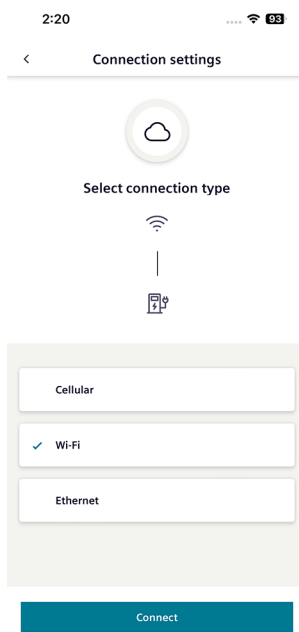 2:20
93
Connection settings
Select connection type
Cellular
Wi-Fi
Ethernet
Connect